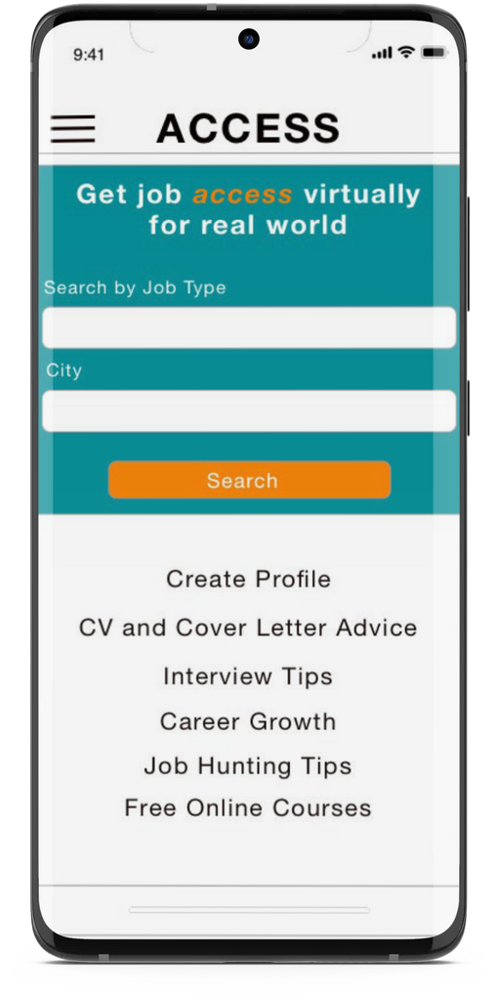 9:41
ACCESS
Get job access virtually
for real world
Search by Job Type
City
Search
Create Profile
CV and Cover Letter Advice
Interview Tips
Career Growth
Job Hunting Tips
Free Online Courses